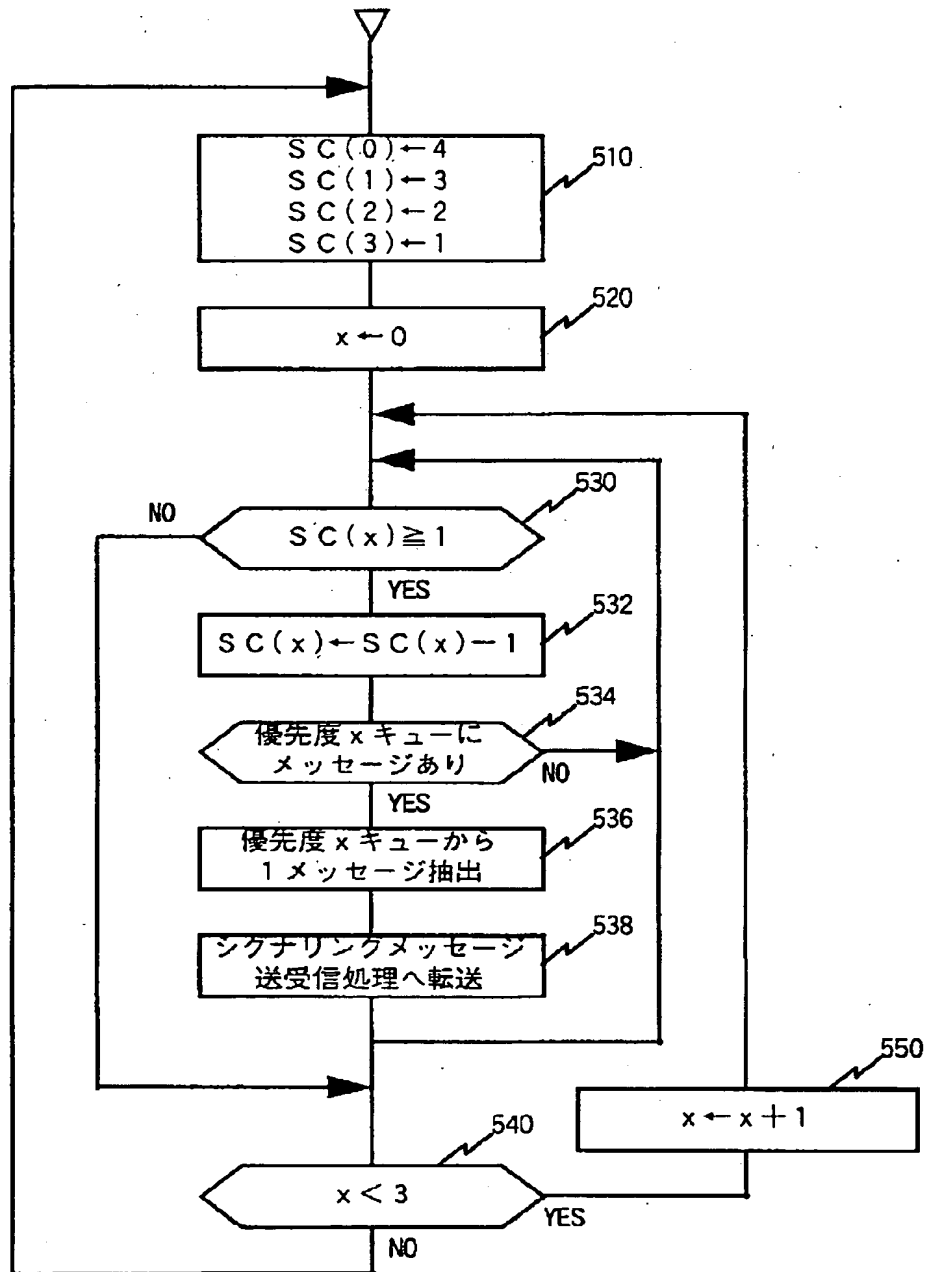 SC(0)←4
SC(1)←3
SC(2)←2
SC(3)←1
510
x←0
520
530
NO
SC(x)≧1
YES
532
SC(x)←SC(x)−1
534
優先度xキューに
メッセージあり
NO
YES
536
優先度xキューから
1メッセージ抽出
538
シグナリングメッセージ
送受信処理へ転送
550
x←x+1
540
x<3
YES
NO